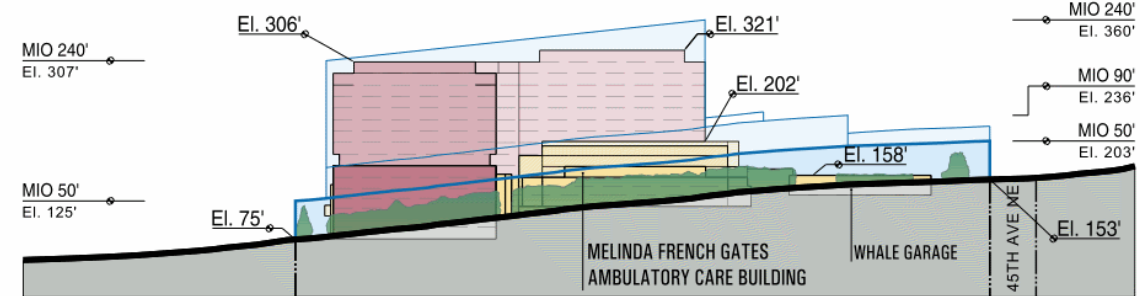 MIO 240'
El. 360'
El. 306'
El. 321'
MIO 240'
El. 307'
MIO 90'
El. 236'
El. 202'
MIO 50'
El. 203'
El. 158'
MIO 50'
El. 125'
El. 75'
El. 153'
MELINDA FRENCH GATES
AMBULATORY CARE BUILDING
WHALE GARAGE
45TH AVE NE